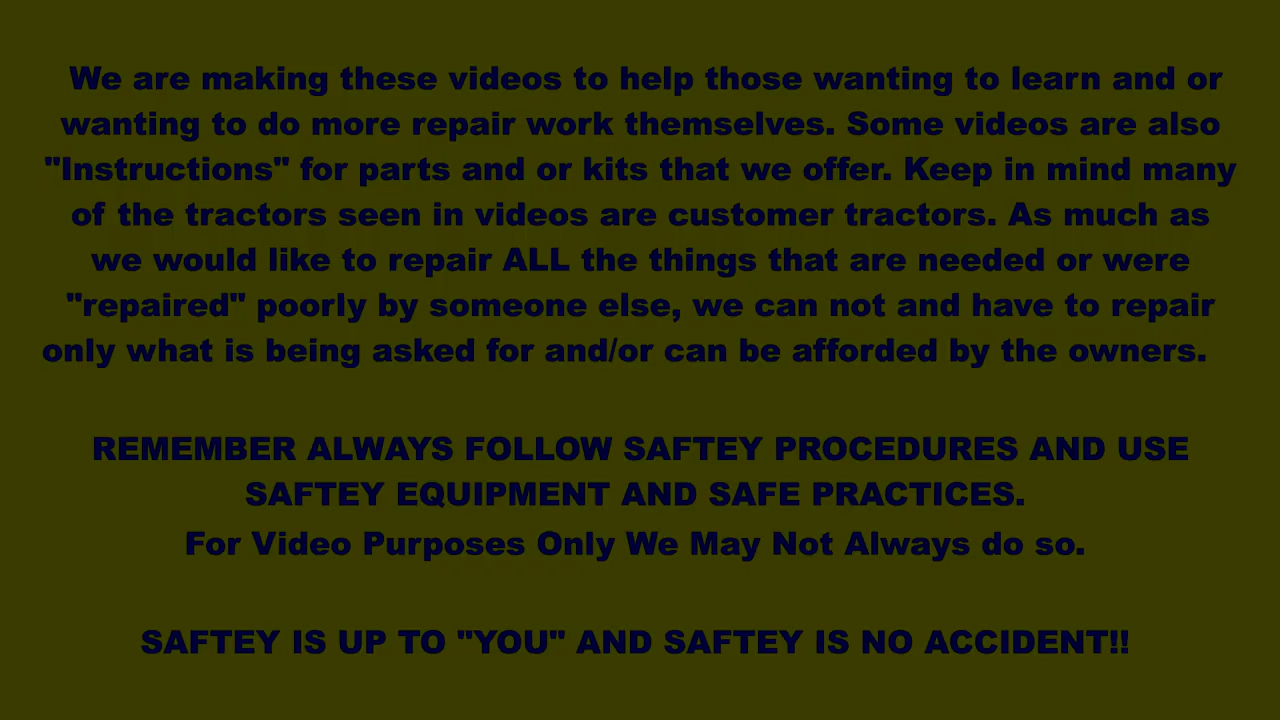 We are making these videos to help those wanting to learn and or
wanting to do more repair work themselves. Some videos are also
"Instructions" for parts and or kits that we offer. Keep in mind many
of the tractors seen in videos are customer tractors. As much as
we would like to repair ALL the things that are needed or were
"repaired" poorly by someone else, we can not and have to repair
only what is being asked for and/or can be afforded by the owners.
REMEMBER ALWAYS FOLLOW SAFTEY PROCEDURES AND USE
SAFTEY EQUIPMENT AND SAFE PRACTICES.
For Video Purposes Only We May Not Always do so.
SAFTEY IS UP TO "YOU" AND SAFTEY IS NO ACCIDENT!!